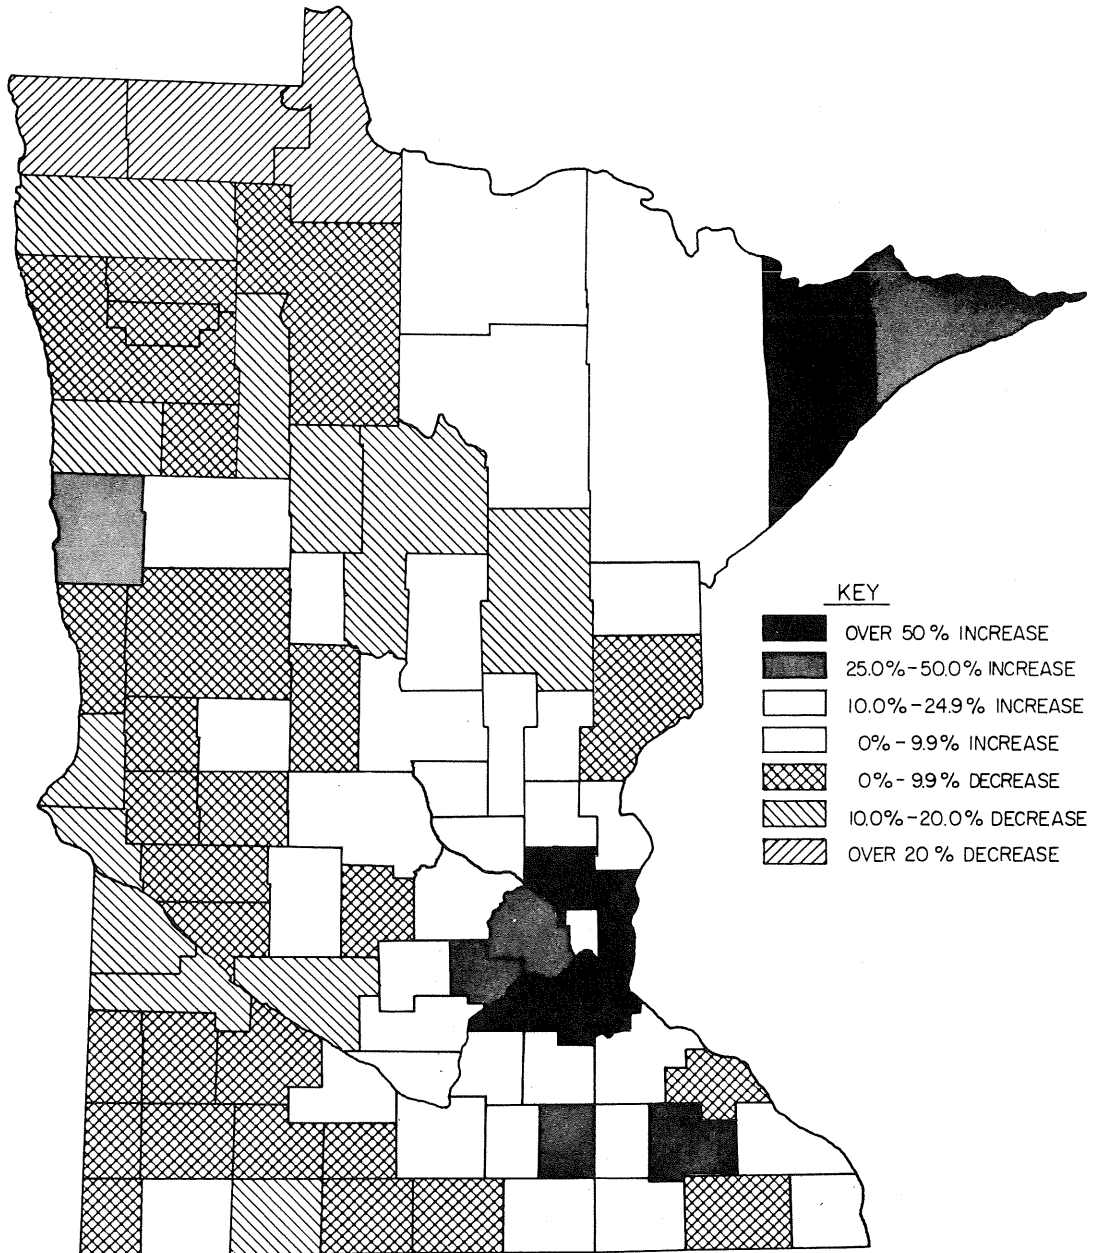 KEY
OVER 50% INCREASE
25.0%-50.0% INCREASE
10.0%-24.9% INCREASE
0%-9.9% INCREASE
0%-9.9% DECREASE
10.0%-20.0% DECREASE
OVER 20% DECREASE